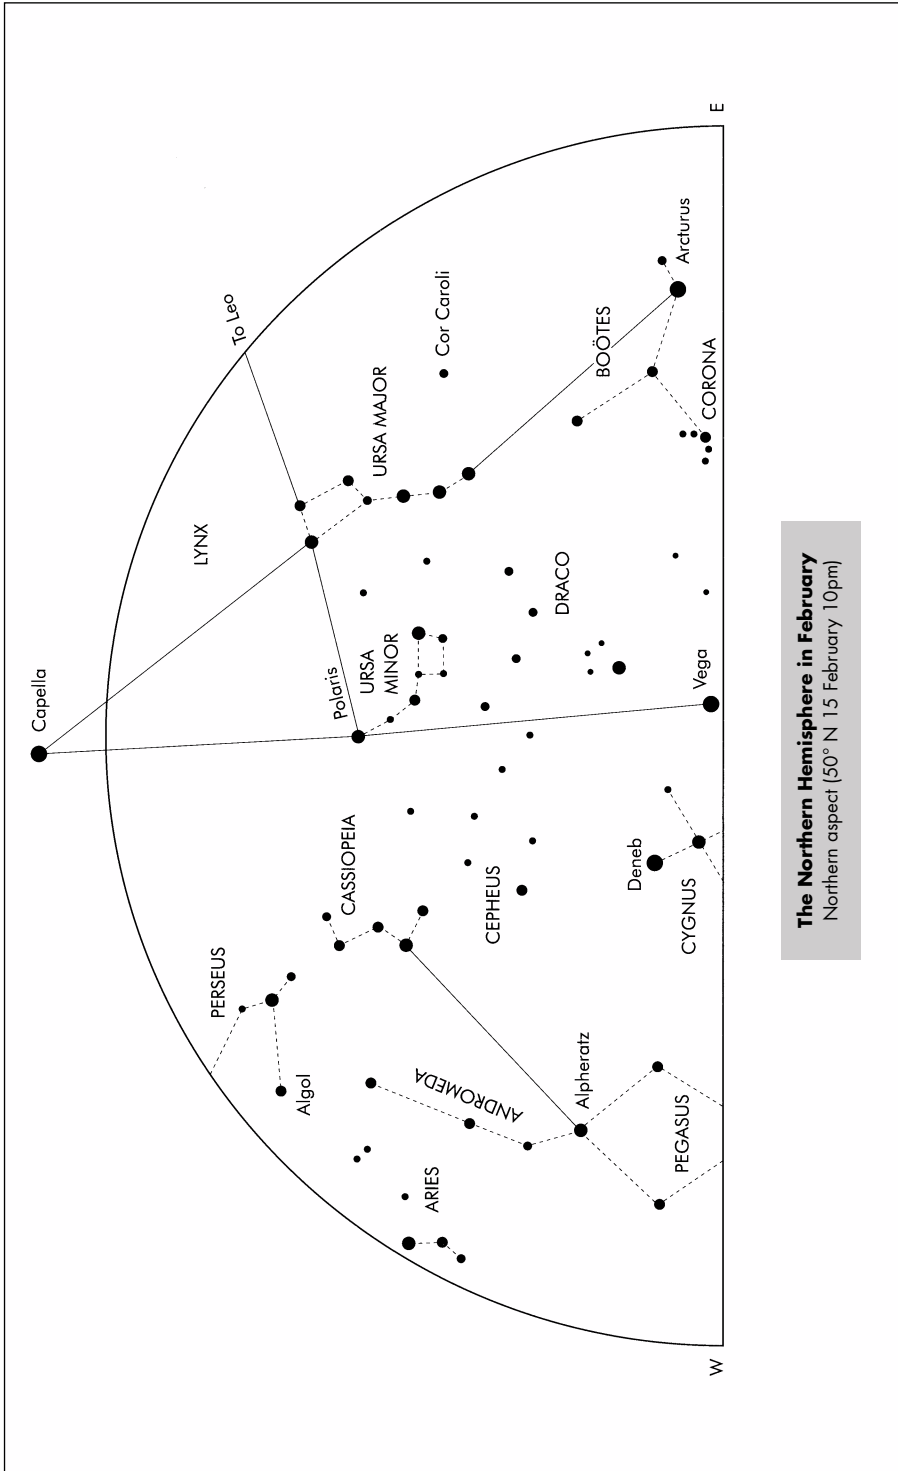 Capella
To Leo
LYNX
PERSEUS
Algol
Polaris
URSA MAJOR
CASSIOPEIA
URSA
MINOR
Cor Caroli
ANDROMEDA
ARIES
CEPHEUS
DRACO
BOÖTES
Alpheratz
Deneb
Arcturus
CORONA
Vega
CYGNUS
PEGASUS
W
E
The Northern Hemisphere in February
Northern aspect (50° N 15 February 10pm)